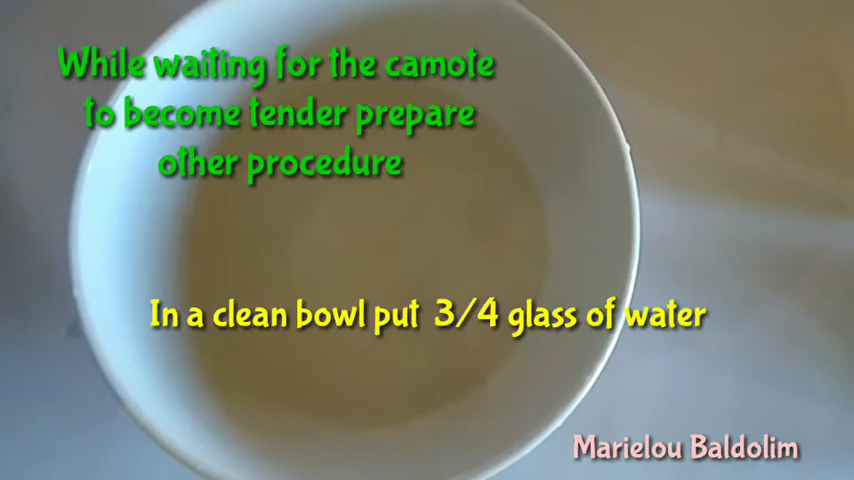 While waiting for the camote
to become tender prepare
other procedure
In a clean bowl put 3/4 glass of water
Marielou Baldolim